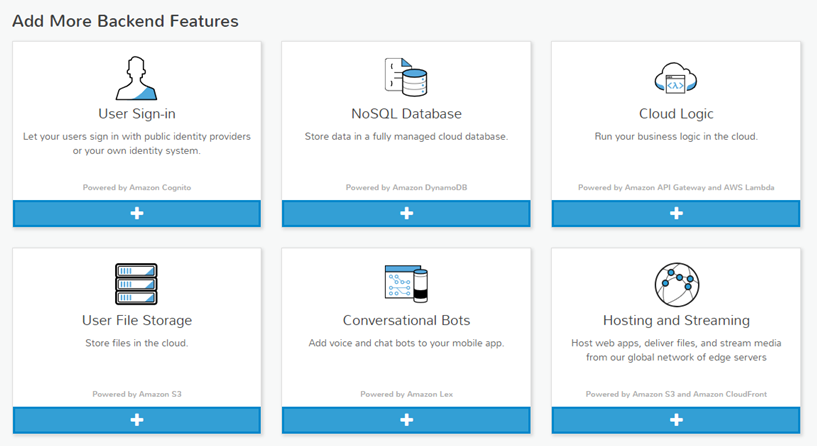 Add More Backend Features
User Sign-in
Let your users sign in with public identity providers
or your own identity system.
Powered by Amazon Cognito
NoSQL Database
Store data in a fully managed cloud database.
Powered by Amazon DynamoDB
Cloud Logic
Run your business logic in the cloud.
Powered by Amazon API Gateway and AWS Lambda
User File Storage
Store files in the cloud.
Powered by Amazon S3
Conversational Bots
Add voice and chat bots to your mobile app.
Powered by Amazon Lex
Hosting and Streaming
Host web apps, deliver files, and stream media
from our global network of edge servers
Powered by Amazon S3 and Amazon CloudFront